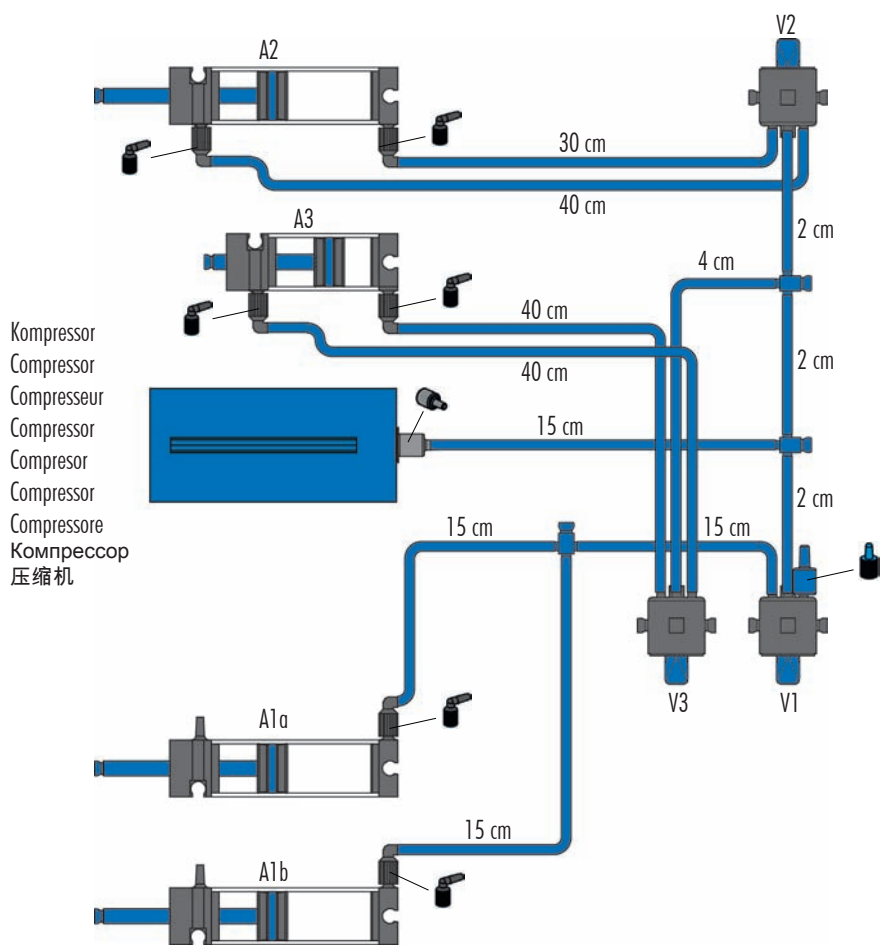 V2
A2
30 cm
40 cm
A3
2 cm
4 cm
40 cm
40 cm
2 cm
Kompressor
Compressor
Compresseur
Compressor
Compresor
Compressor
Compressore
Компрессор
压缩机
15 cm
2 cm
15 cm
15 cm
V3
V1
A1a
15 cm
A1b